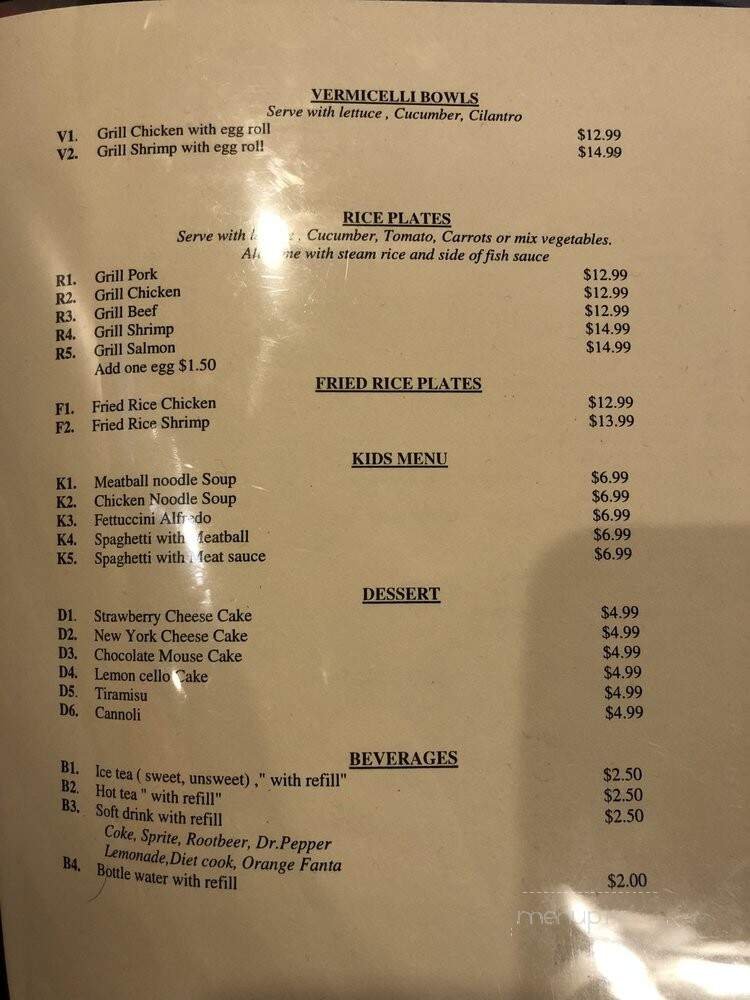 VERMICELLI BOWLS
Serve with lettuce , Cucumber, Cilantro
V1. Grill Chicken with egg roll $12.99
V2. Grill Shrimp with egg roll $14.99
RICE PLATES
Serve with , Cucumber, Tomato, Carrots or mix vegetables.
with steam rice and side of fish sauce
R1. Grill Pork $12.99
R2. Grill Chicken $12.99
R3. Grill Beef $12.99
R4. Grill Shrimp $14.99
R5. Grill Salmon $14.99
Add one egg $1.50
FRIED RICE PLATES
F1. Fried Rice Chicken $12.99
F2. Fried Rice Shrimp $13.99
KIDS MENU
K1. Meatball noodle Soup $6.99
K2. Chicken Noodle Soup $6.99
K3. Fettuccini Alfredo $6.99
K4. Spaghetti with Meatball $6.99
K5. Spaghetti with Meat sauce $6.99
DESSERT
D1. Strawberry Cheese Cake $4.99
D2. New York Cheese Cake $4.99
D3. Chocolate Mouse Cake $4.99
D4. Lemon cello Cake $4.99
D5. Tiramisu $4.99
D6. Cannoli $4.99
BEVERAGES
B1. Ice tea ( sweet, unsweet) ," with refill" $2.50
B2. Hot tea " with refill" $2.50
B3. Soft drink with refill $2.50
Coke, Sprite, Rootbeer, Dr.Pepper
Lemonade,Diet cook, Orange Fanta
B4. Bottle water with refill $2.00